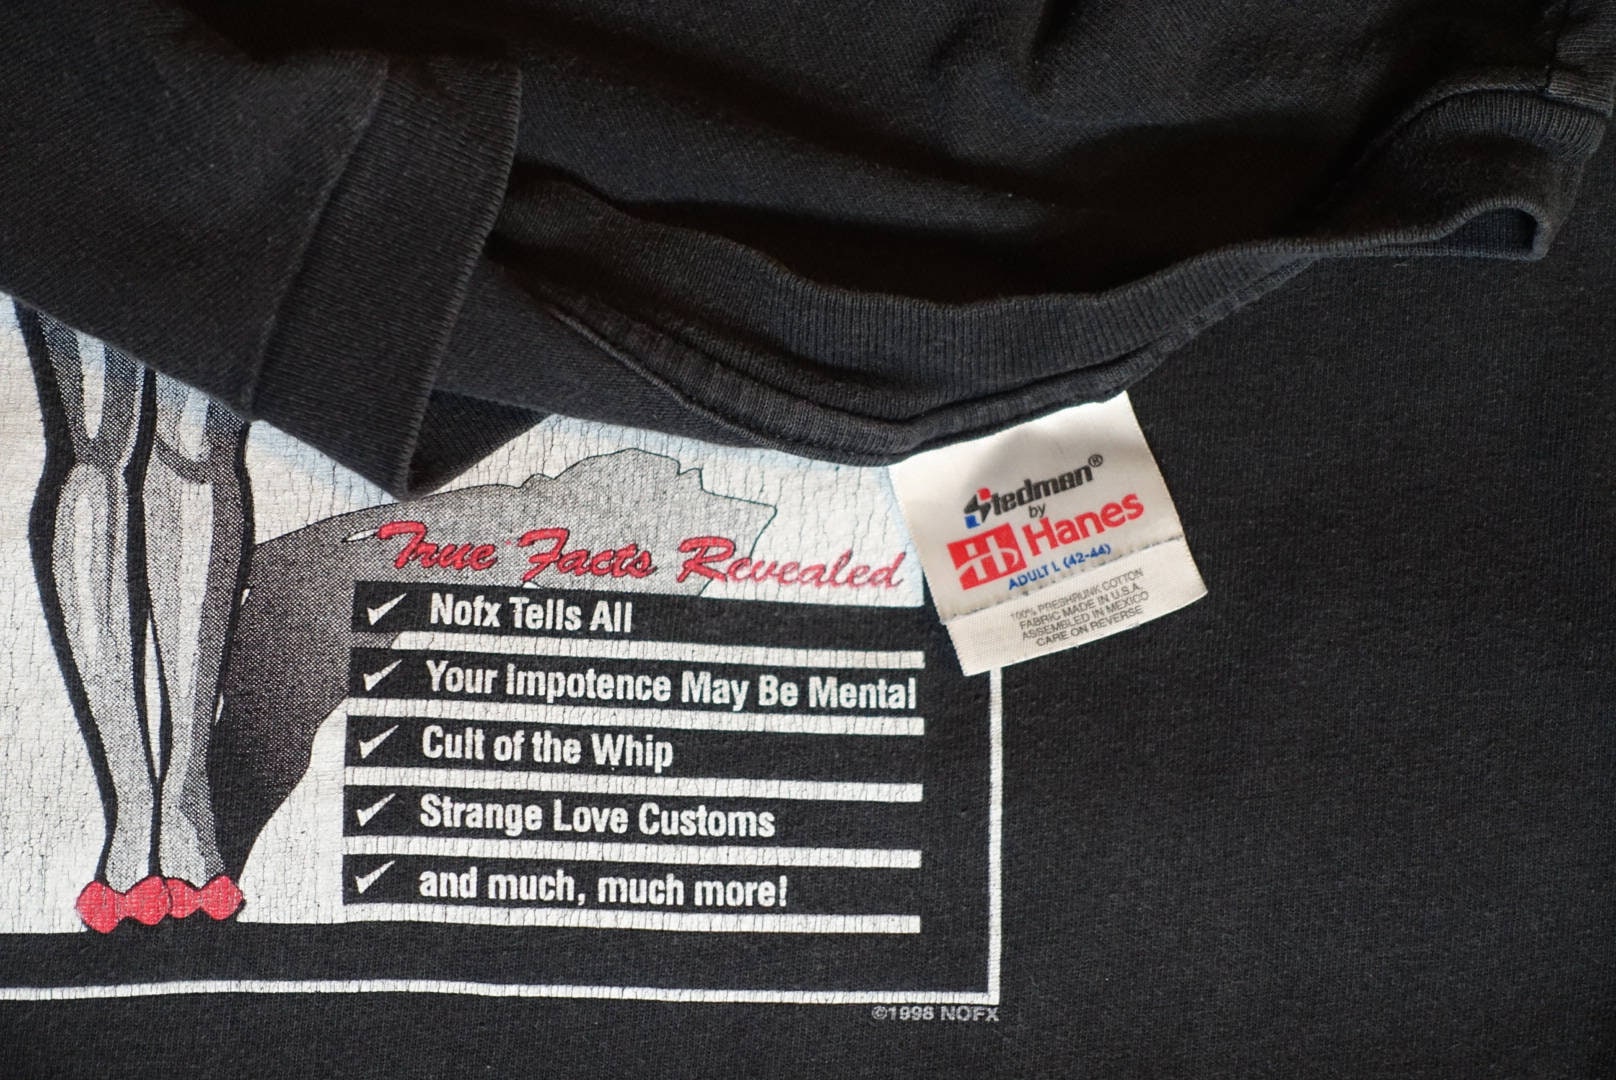 True Facts Revealed
Nofx Tells All
Your Impotence May Be Mental
Cult of the Whip
Strange Love Customs
and much, much more!
©1998 NOFX
Stedman®
by
Hanes
ADULT L (42-44)
100% PRESHRUNK COTTON
FABRIC MADE IN U.S.A.
ASSEMBLED IN MEXICO
CARE ON REVERSE